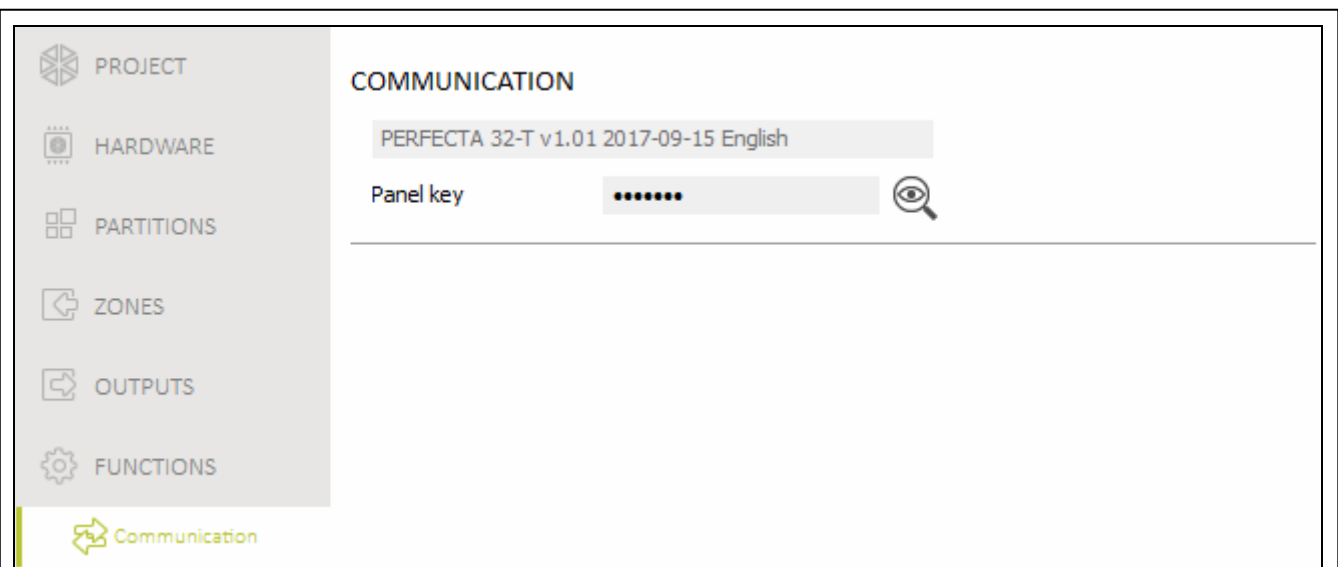 PROJECT
HARDWARE
PARTITIONS
ZONES
OUTPUTS
FUNCTIONS
Communication
COMMUNICATION
PERFECTA 32-T v1.01 2017-09-15 English
Panel key •••••••